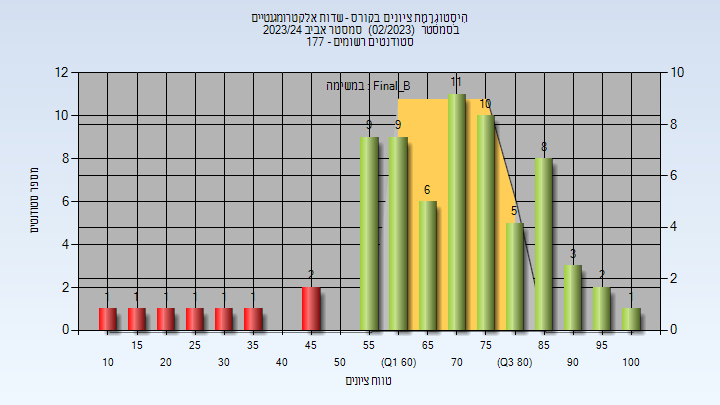 הִיסְטוֹגְרָמַת ציונים בקורס - שדות אלקטרומגנטיים
בסמסטר (02/2023) סמסטר אביב 2023/24
סטודנטים רשומים - 177
במשימה : Final_B
מספר סטודנטים
12 10 8 6 4 2 0
10 8 6 4 2 0
1 1 1 1 1 1 2 9 9 6 11 10 5 8 3 2 1
15 25 35 45 55 65 75 85 95
10 20 30 40 50 (Q1 60) 70 (Q3 80) 90 100
טווח ציונים